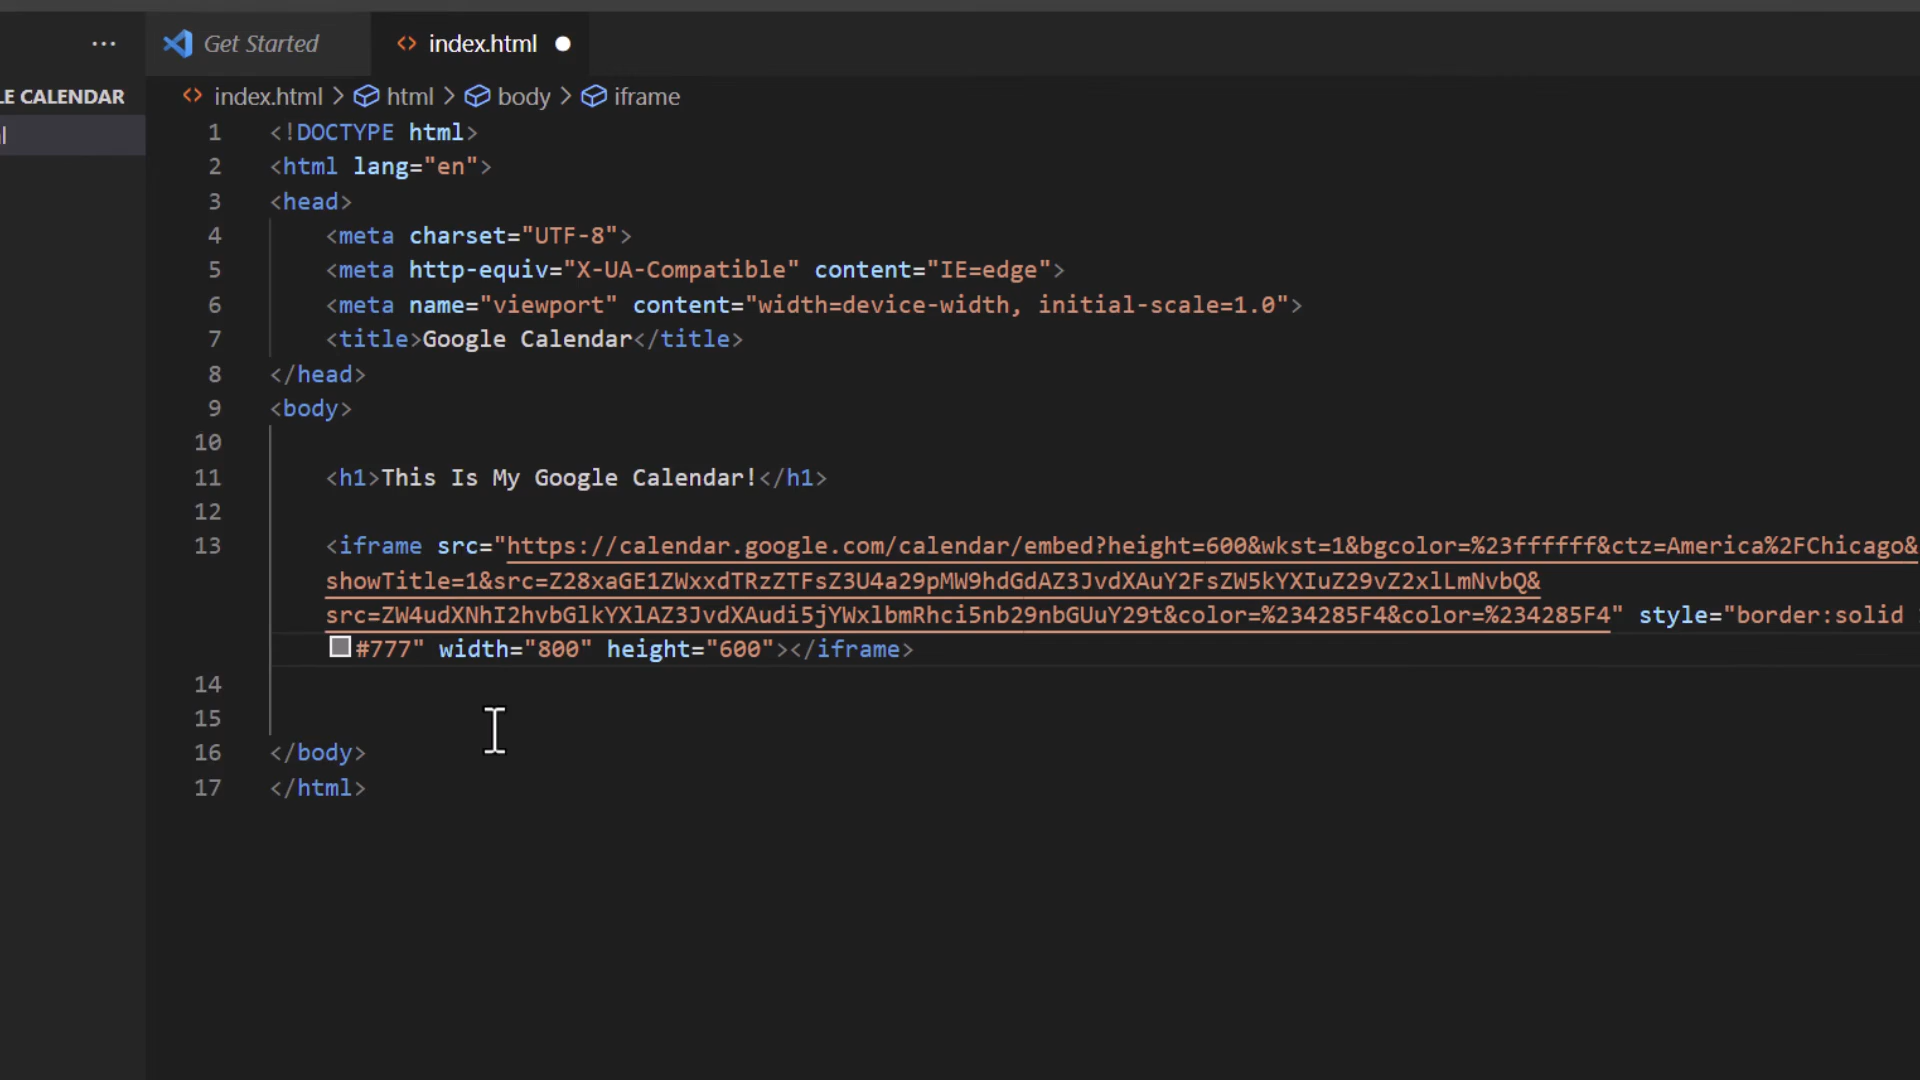 Get Started
index.html
LE CALENDAR
index.html > html > body > iframe
1 <!DOCTYPE html>
2 <html lang="en">
3 <head>
4 <meta charset="UTF-8">
5 <meta http-equiv="X-UA-Compatible" content="IE=edge">
6 <meta name="viewport" content="width=device-width, initial-scale=1.0">
7 <title>Google Calendar</title>
8 </head>
9 <body>
10
11 <h1>This Is My Google Calendar!</h1>
12
13 <iframe src="https://calendar.google.com/calendar/embed?height=600&wkst=1&bgcolor=%23ffffff&ctz=America%2FChicago&
showTitle=1&src=Z28xaGE1ZWxxdTRzZTFsZ3U4a29pMW9hdGdAZ3JvdXAuY2FsZW5kYXIuZ29vZ2xlLmNvbQ&
src=ZW4udXNhI2hvbGlkYXlAZ3JvdXAudi5jYWxlbmRhci5nb29nbGUuY29t&color=%234285F4&color=%234285F4" style="border:solid
#777" width="800" height="600"></iframe>
14
15
16 </body>
17 </html>